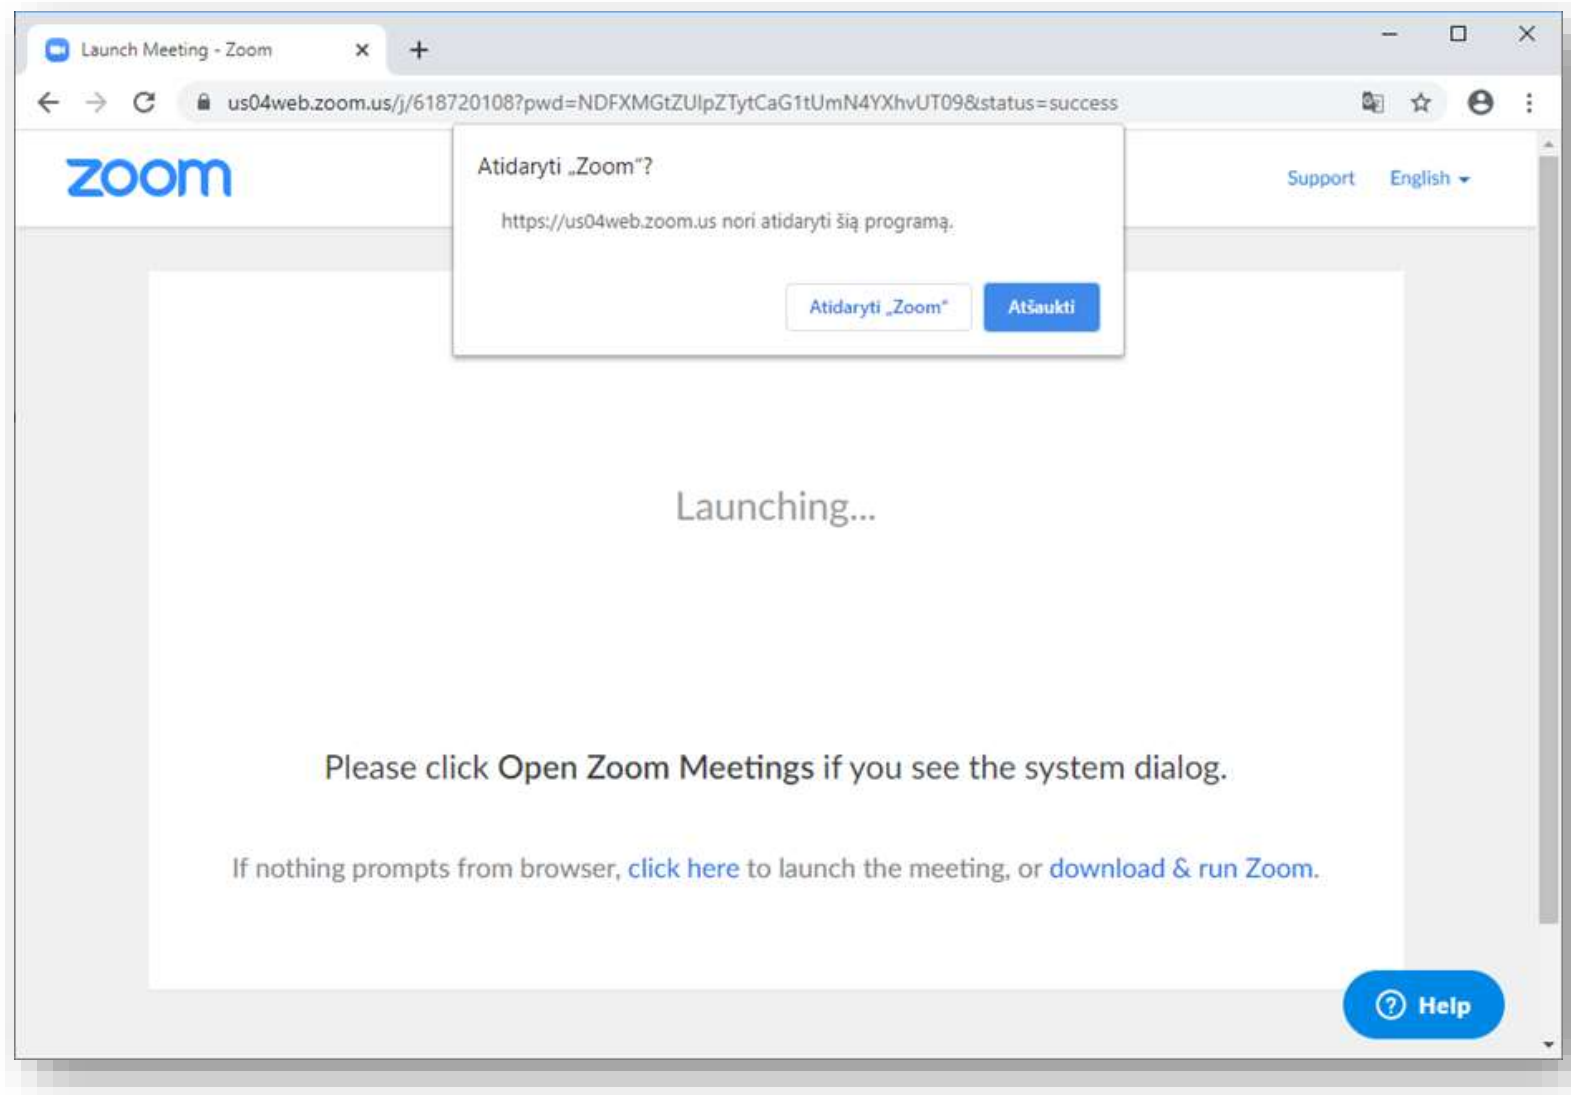 Launch Meeting - Zoom
us04web.zoom.us/j/618720108?pwd=NDFXMGtZUlpZTytCaG1tUmN4YXhvUT09&status=success
zoom
Support English
Atidaryti „Zoom“?
https://us04web.zoom.us nori atidaryti šią programą.
Atidaryti „Zoom“ Atšaukti
Launching...
Please click Open Zoom Meetings if you see the system dialog.
If nothing prompts from browser, click here to launch the meeting, or download & run Zoom.
Help